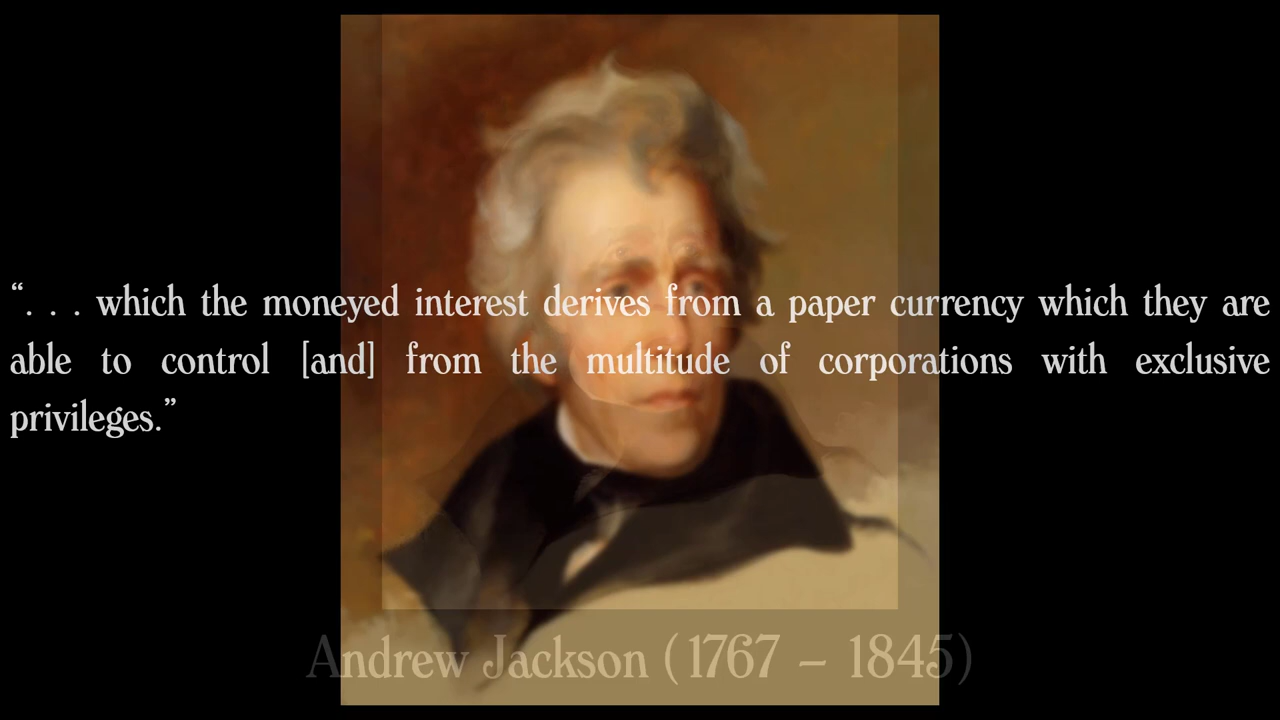 “. . . which the moneyed interest derives from a paper currency which they are
able to control [and] from the multitude of corporations with exclusive
privileges.”
Andrew Jackson (1767 – 1845)